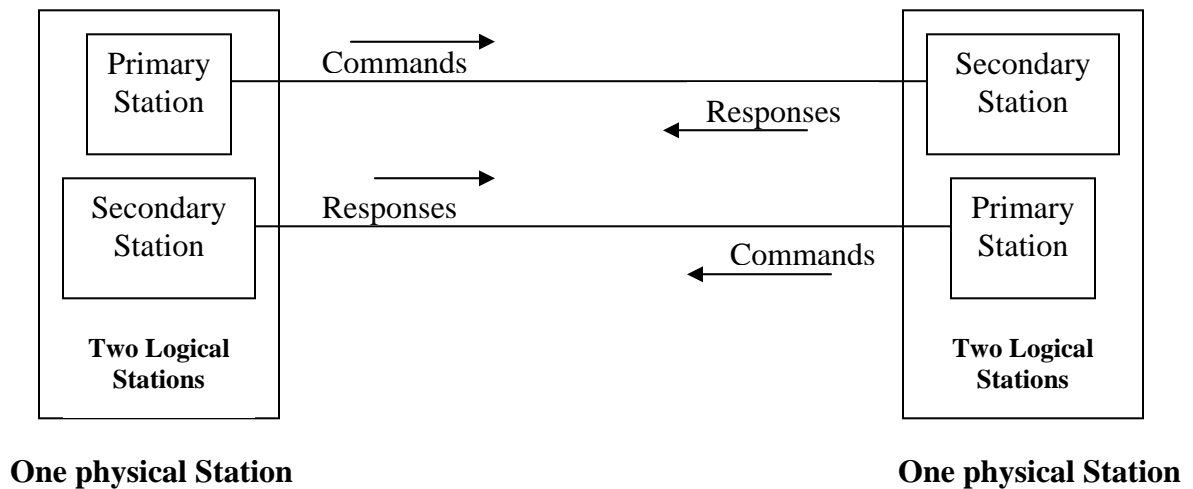 Primary
Station
Commands
Secondary
Station
Responses
Secondary
Station
Responses
Primary
Station
Commands
Two Logical
Stations
Two Logical
Stations
One physical Station
One physical Station